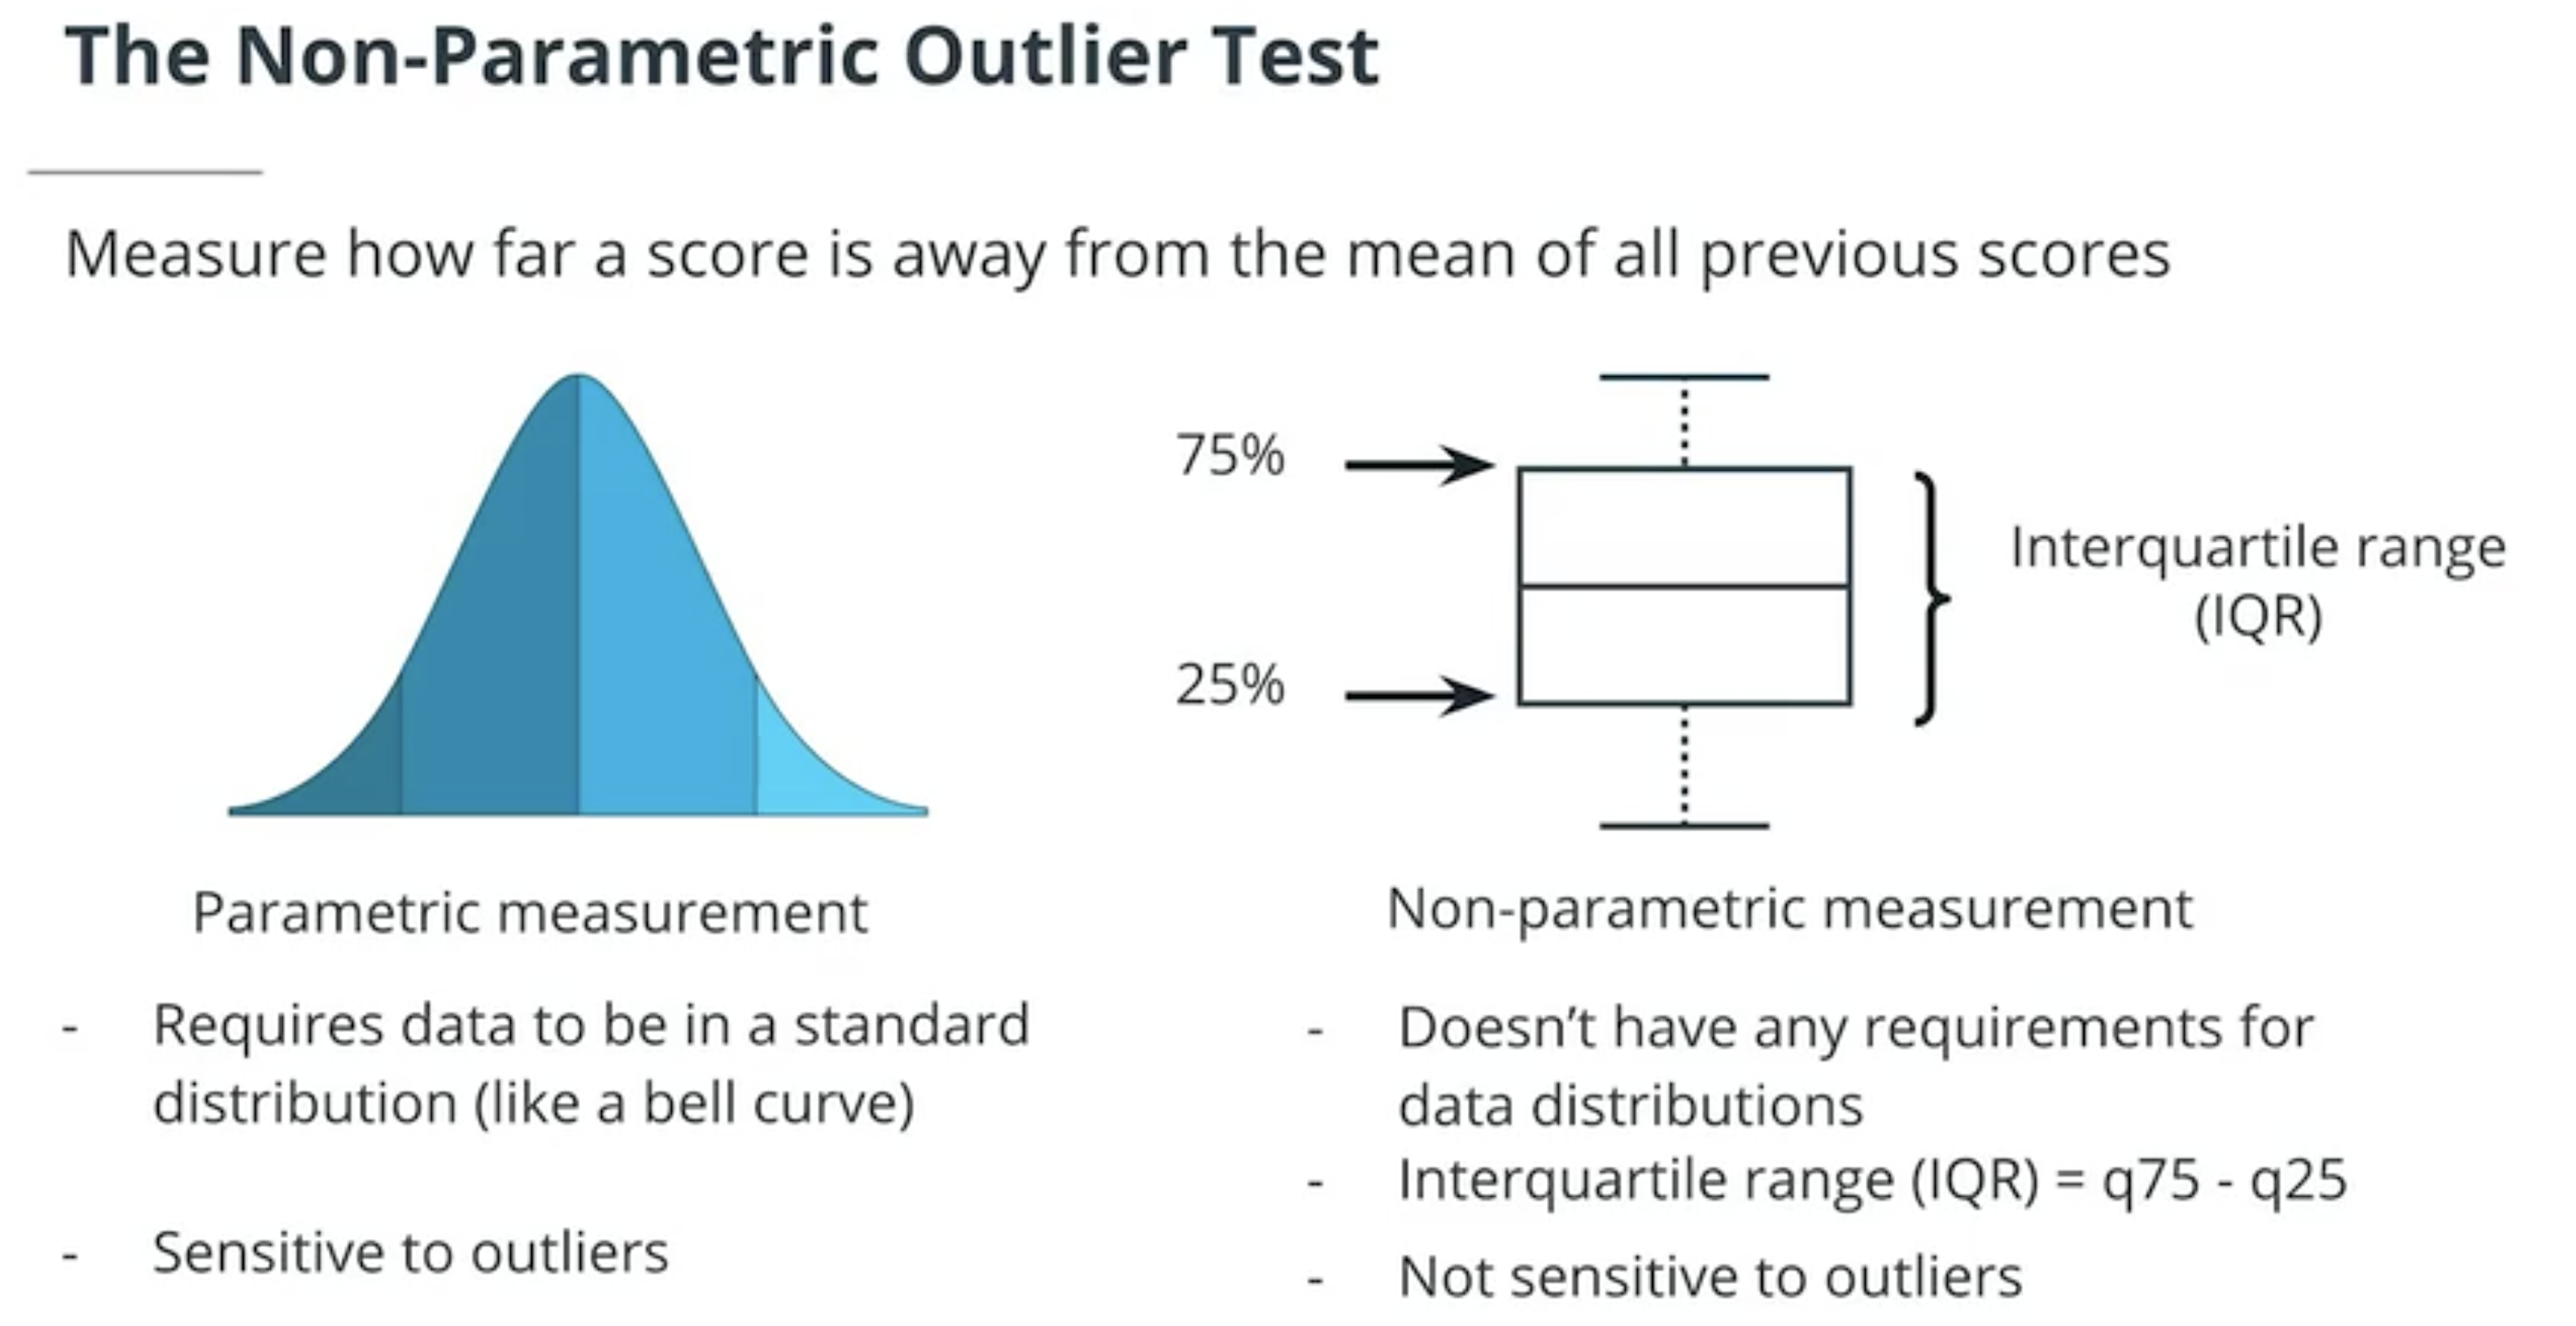 The Non-Parametric Outlier Test
Measure how far a score is away from the mean of all previous scores
75%
25%
Interquartile range
(IQR)
Parametric measurement
- Requires data to be in a standard
distribution (like a bell curve)
- Sensitive to outliers
Non-parametric measurement
- Doesn’t have any requirements for
data distributions
- Interquartile range (IQR) = q75 - q25
- Not sensitive to outliers